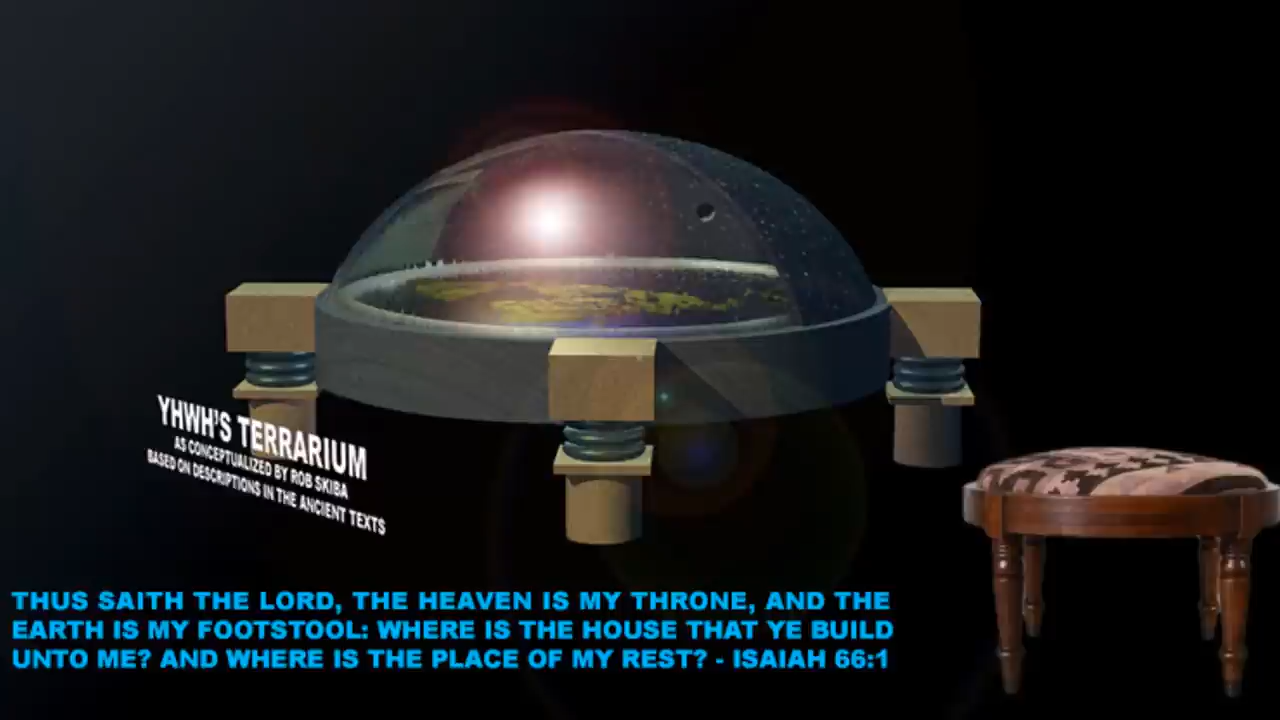 YHWH'S TERRARIUM
AS CONCEPTUALIZED BY ROB SKIBA
BASED ON DESCRIPTIONS IN THE ANCIENT TEXTS
THUS SAITH THE LORD, THE HEAVEN IS MY THRONE, AND THE
EARTH IS MY FOOTSTOOL: WHERE IS THE HOUSE THAT YE BUILD
UNTO ME? AND WHERE IS THE PLACE OF MY REST? - ISAIAH 66:1